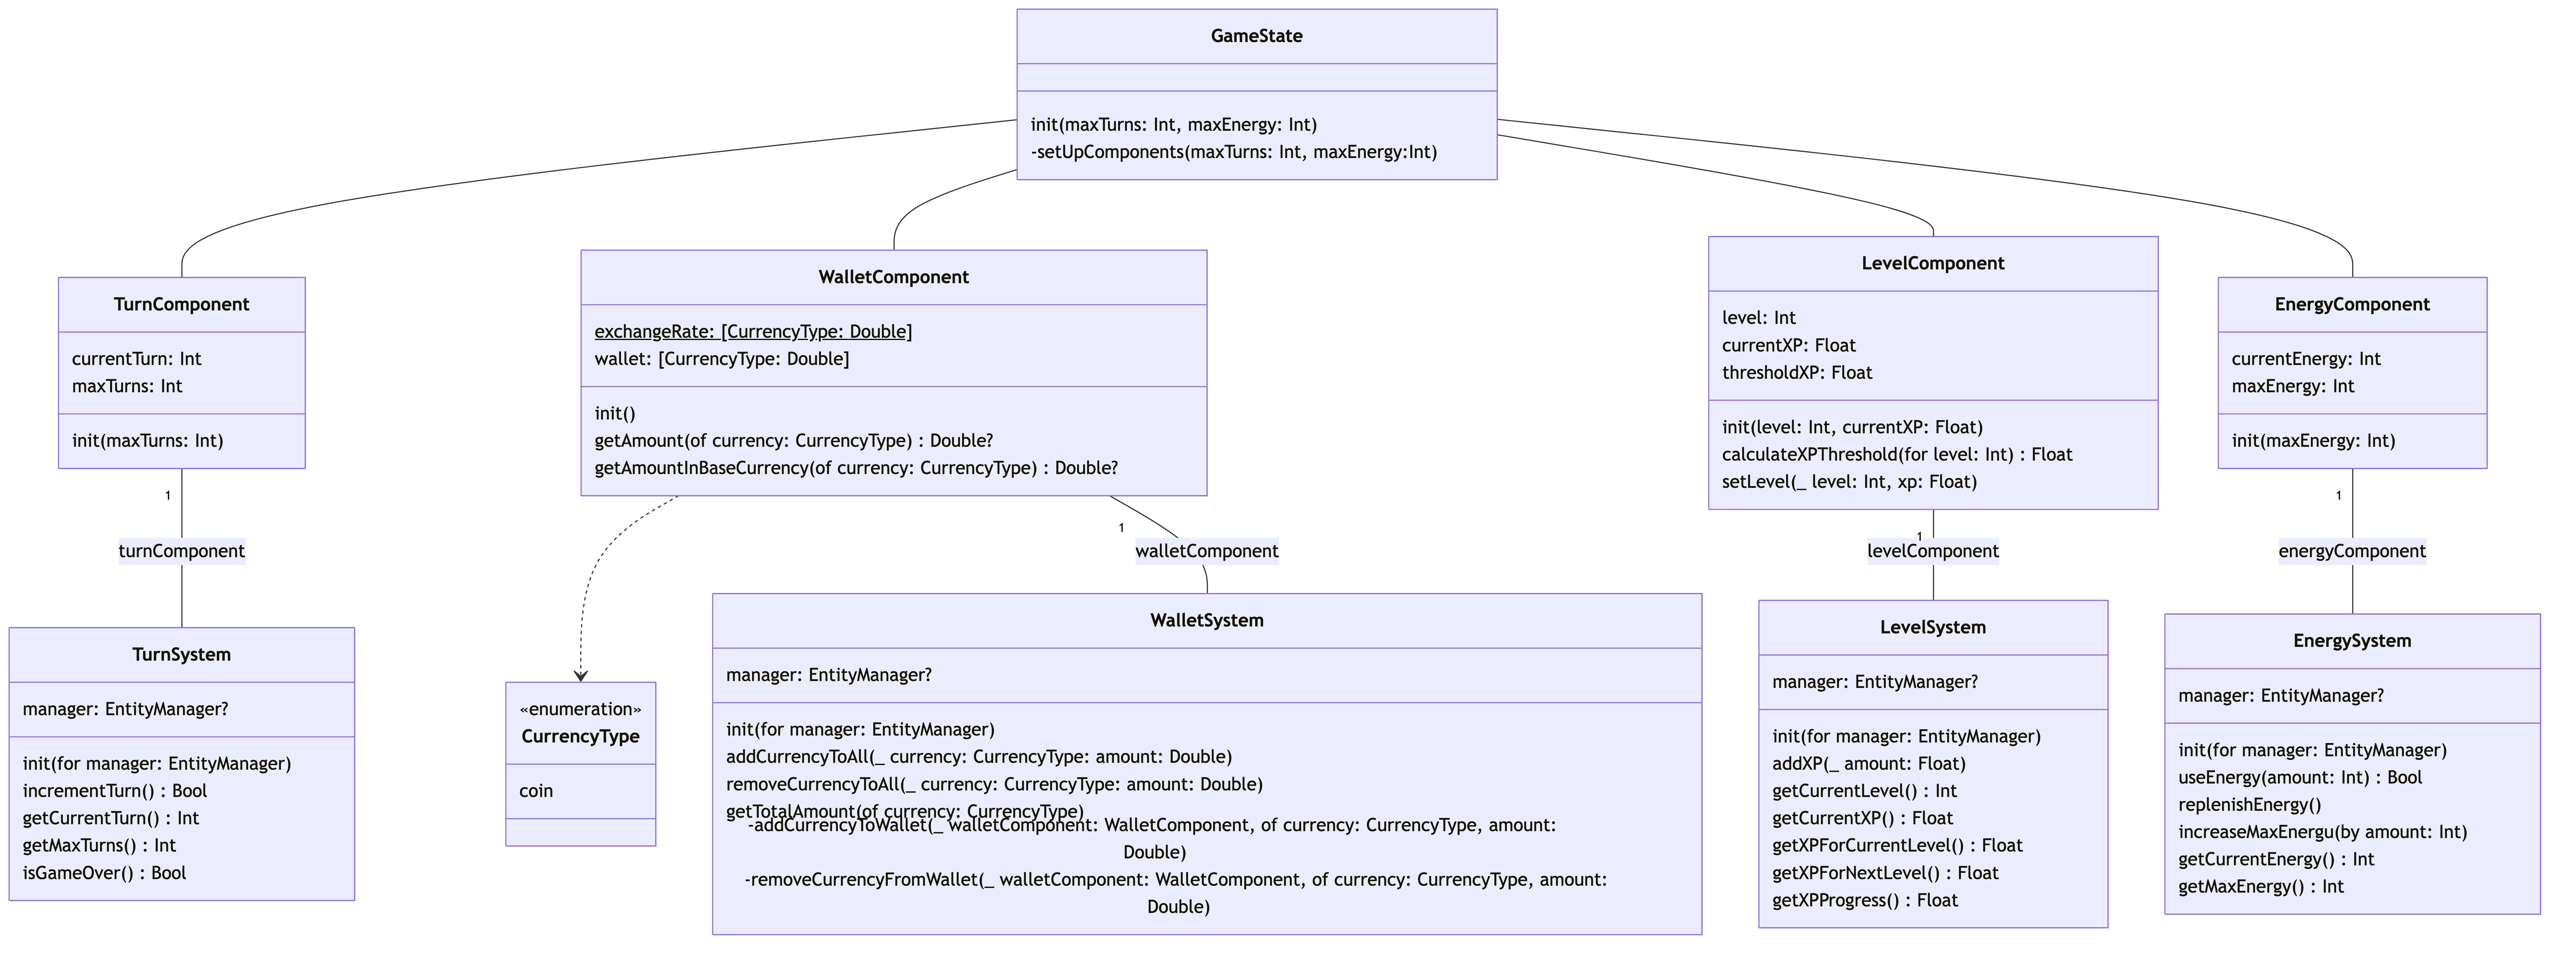 GameState
init(maxTurns: Int, maxEnergy: Int)
-setUpComponents(maxTurns: Int, maxEnergy:Int)
TurnComponent
currentTurn: Int
maxTurns: Int
init(maxTurns: Int)
WalletComponent
exchangeRate: [CurrencyType: Double]
wallet: [CurrencyType: Double]
init()
getAmount(of currency: CurrencyType) : Double?
getAmountInBaseCurrency(of currency: CurrencyType) : Double?
LevelComponent
level: Int
currentXP: Float
thresholdXP: Float
init(level: Int, currentXP: Float)
calculateXPThreshold(for level: Int) : Float
setLevel(_ level: Int, xp: Float)
EnergyComponent
currentEnergy: Int
maxEnergy: Int
init(maxEnergy: Int)
1
turnComponent
1
walletComponent
1
levelComponent
1
energyComponent
TurnSystem
manager: EntityManager?
init(for manager: EntityManager)
incrementTurn() : Bool
getCurrentTurn() : Int
getMaxTurns() : Int
isGameOver() : Bool
«enumeration»
CurrencyType
coin
WalletSystem
manager: EntityManager?
init(for manager: EntityManager)
addCurrencyToAll(_ currency: CurrencyType: amount: Double)
removeCurrencyToAll(_ currency: CurrencyType: amount: Double)
getTotalAmount(of currency: CurrencyType)
-addCurrencyToWallet(_ walletComponent: WalletComponent, of currency: CurrencyType, amount:
Double)
-removeCurrencyFromWallet(_ walletComponent: WalletComponent, of currency: CurrencyType, amount:
Double)
LevelSystem
manager: EntityManager?
init(for manager: EntityManager)
addXP(_ amount: Float)
getCurrentLevel() : Int
getCurrentXP() : Float
getXPForCurrentLevel() : Float
getXPForNextLevel() : Float
getXPProgress() : Float
EnergySystem
manager: EntityManager?
init(for manager: EntityManager)
useEnergy(amount: Int) : Bool
replenishEnergy()
increaseMaxEnergu(by amount: Int)
getCurrentEnergy() : Int
getMaxEnergy() : Int